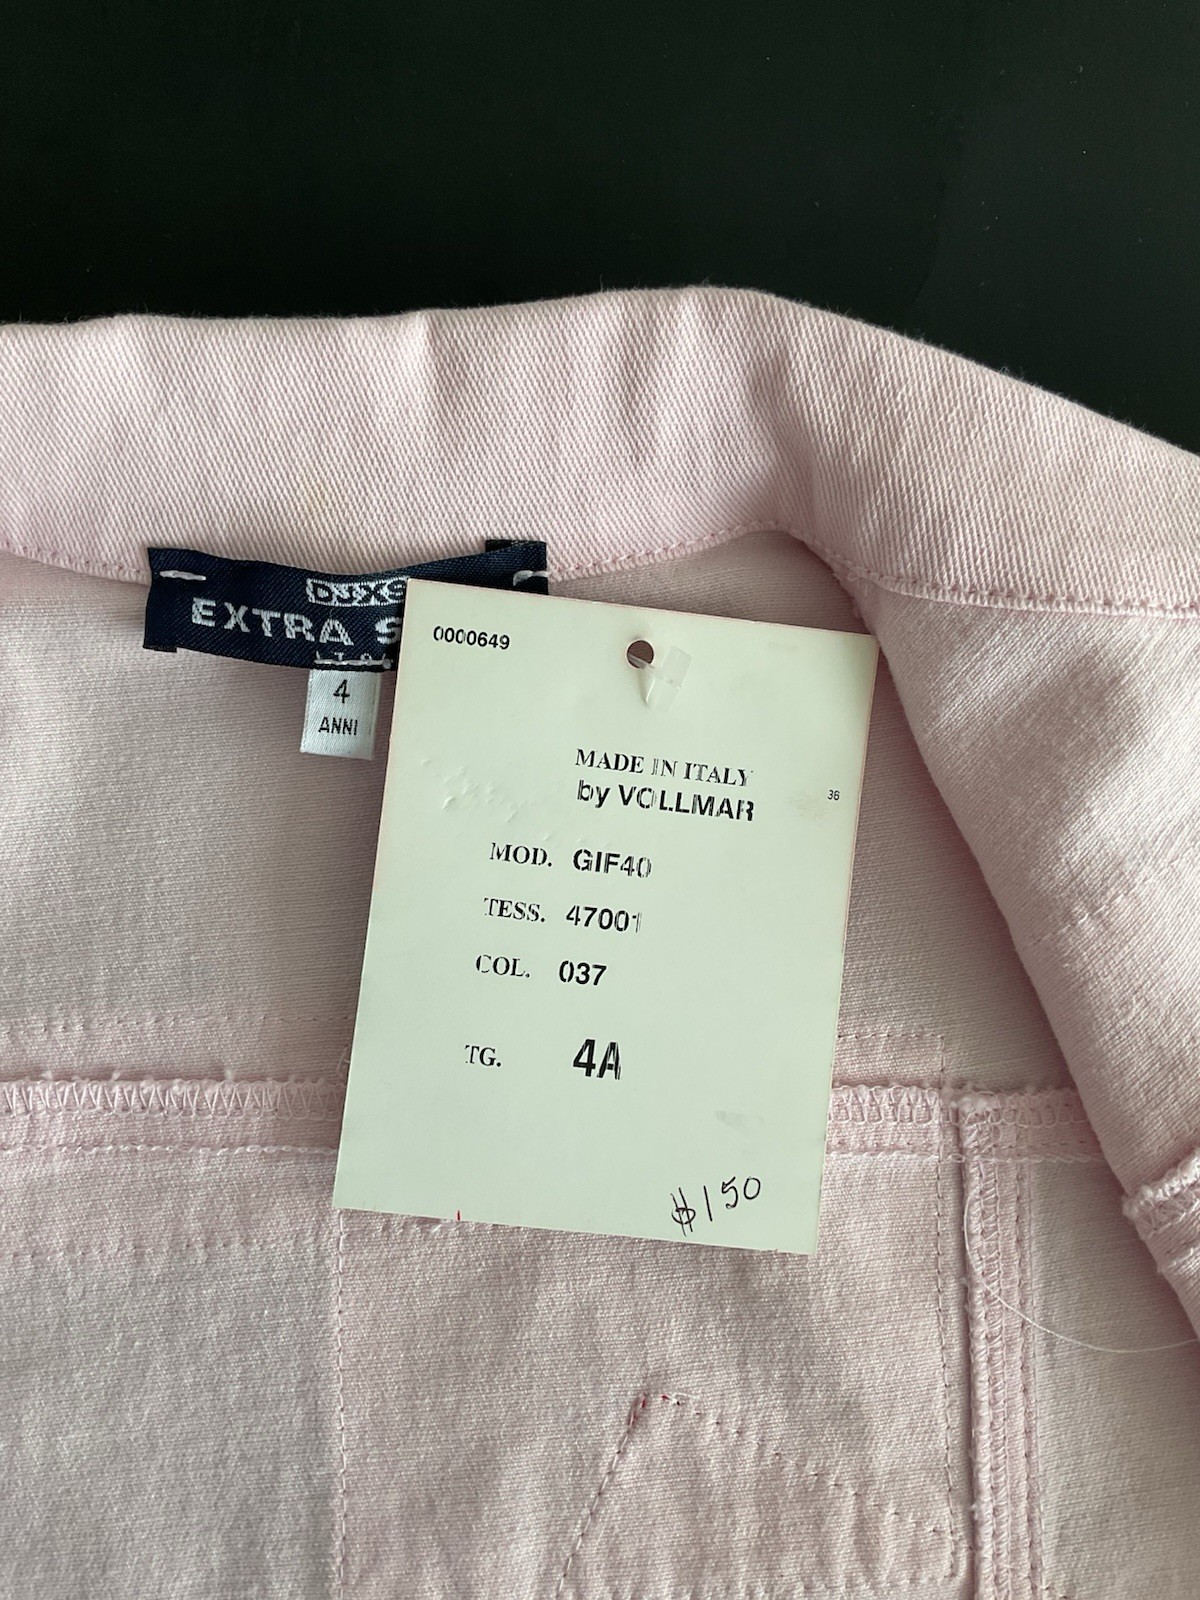 EXTRA
4
ANNI
0000649
MADE IN ITALY
by VOLLMAR
36
MOD. GIF40
TESS. 47001
COL. 037
TG. 4A
$150